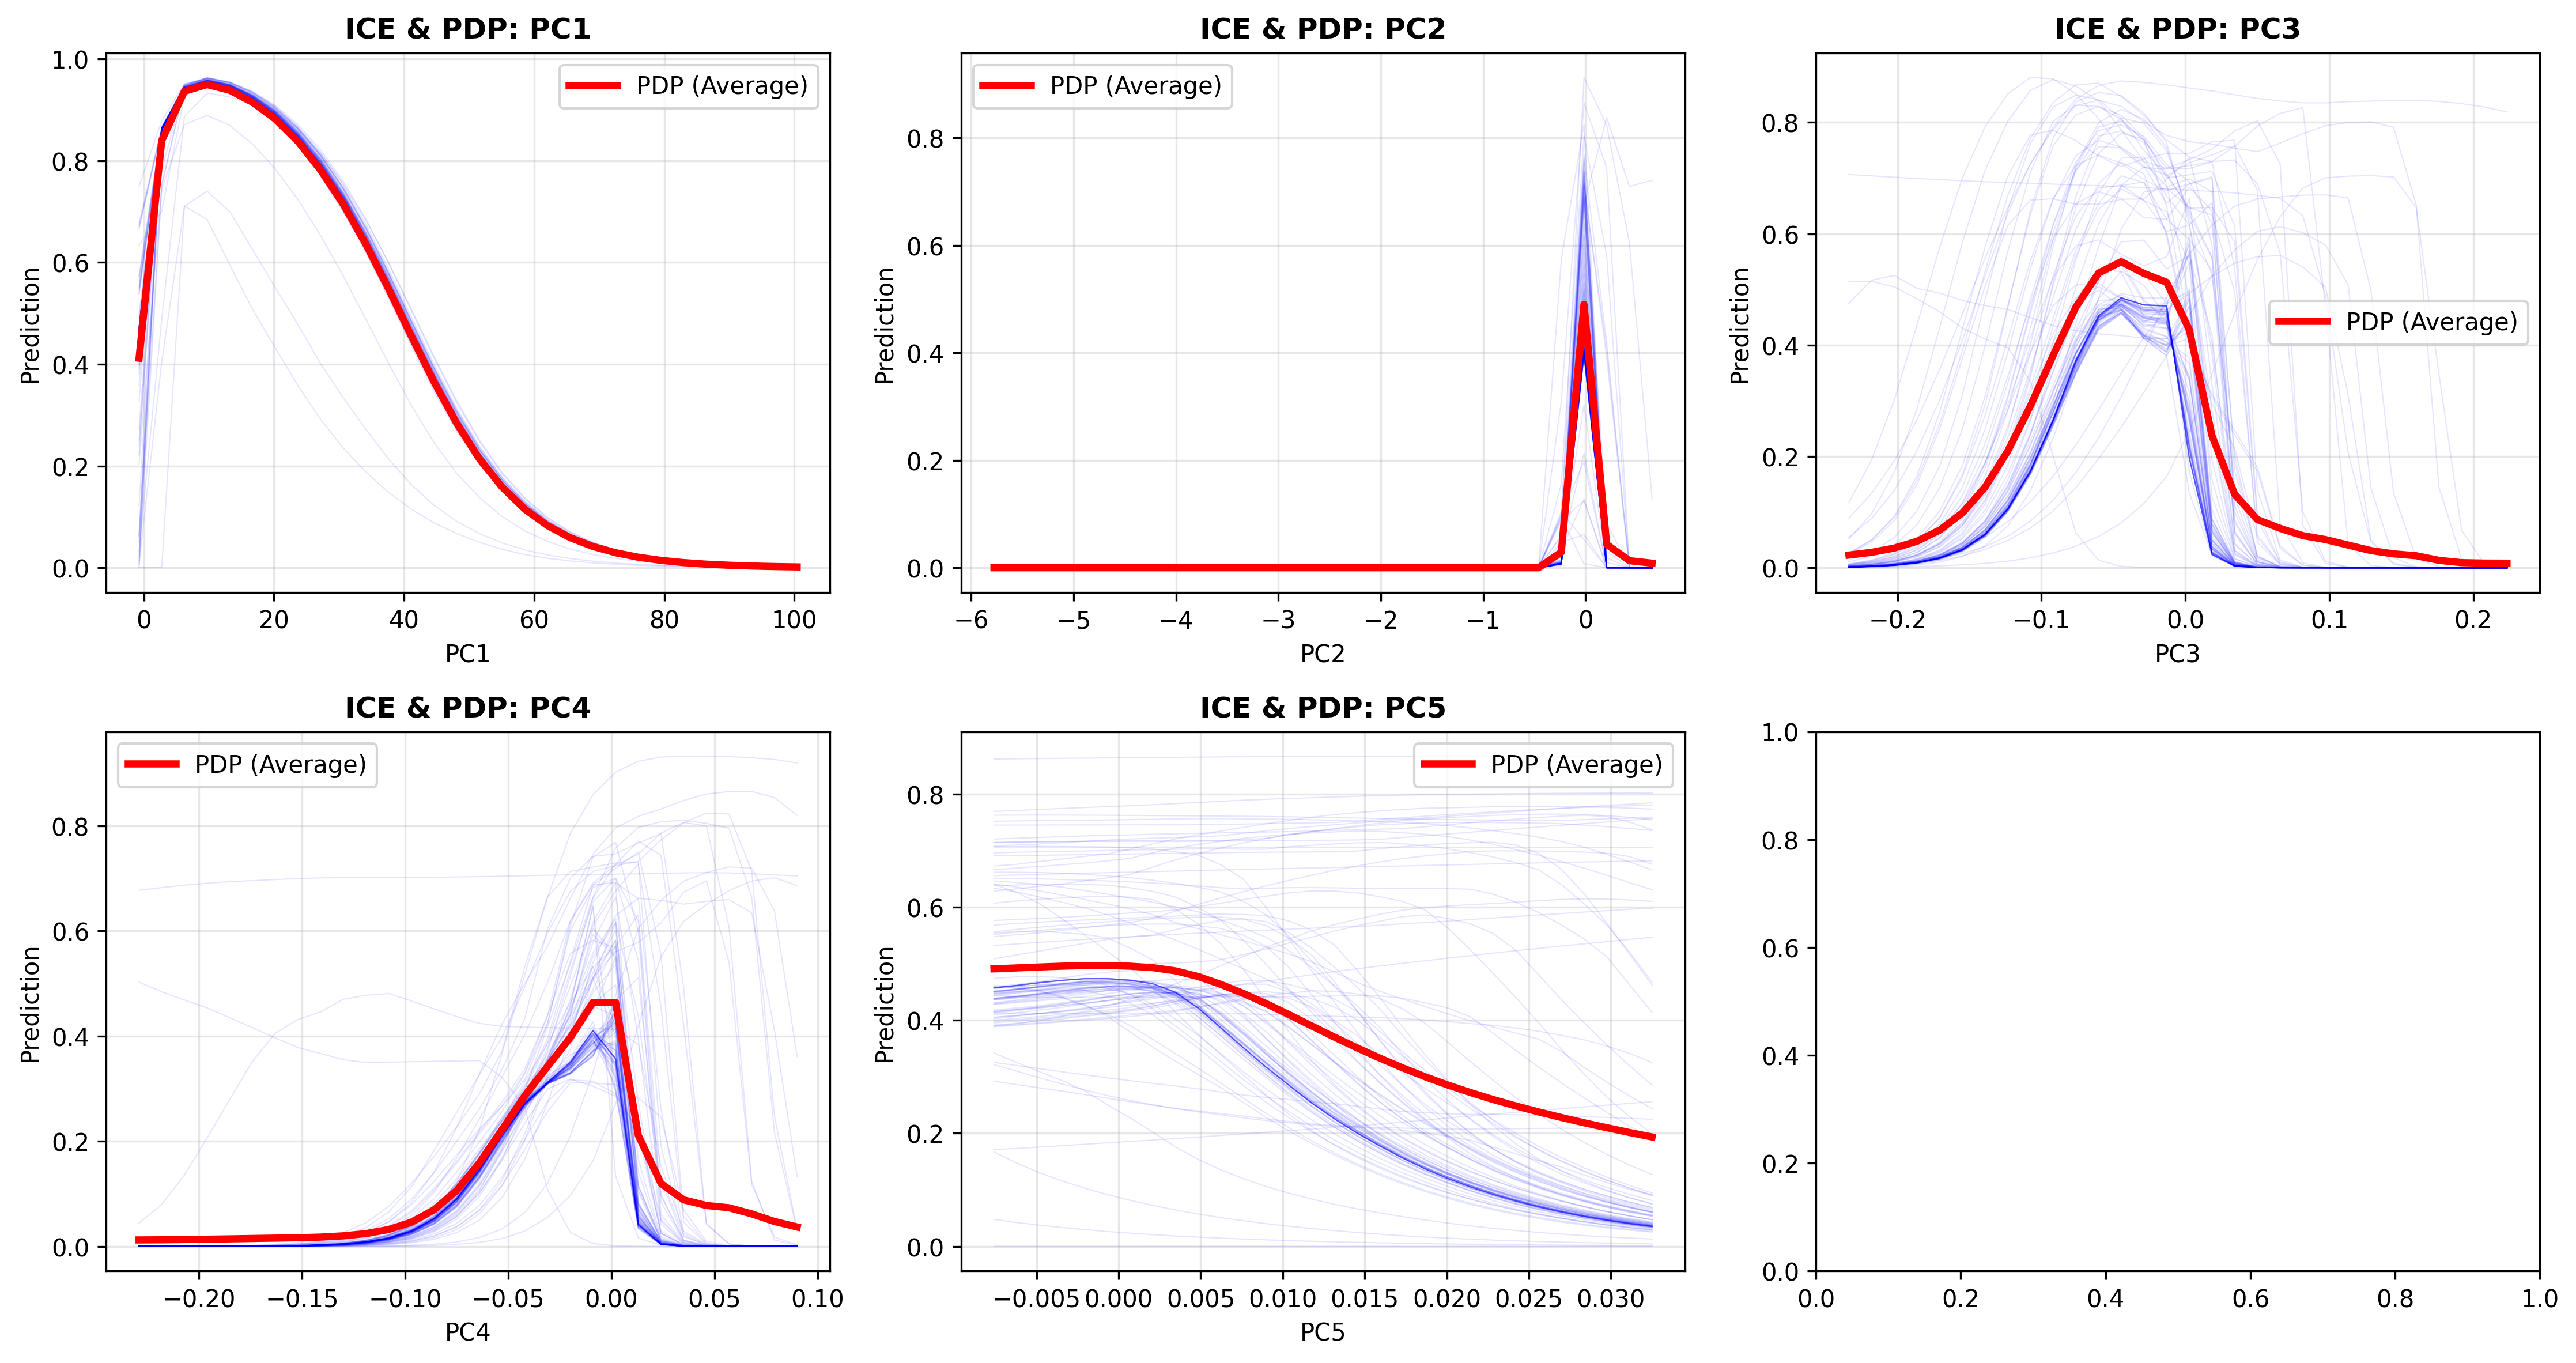 ICE & PDP: PC1
PDP (Average)
Prediction
1.0
0.8
0.6
0.4
0.2
0.0
0 20 40 60 80 100
PC1
ICE & PDP: PC2
PDP (Average)
Prediction
0.8
0.6
0.4
0.2
0.0
−6 −5 −4 −3 −2 −1 0
PC2
ICE & PDP: PC3
PDP (Average)
Prediction
0.8
0.6
0.4
0.2
0.0
−0.2 −0.1 0.0 0.1 0.2
PC3
ICE & PDP: PC4
PDP (Average)
Prediction
0.8
0.6
0.4
0.2
0.0
−0.20 −0.15 −0.10 −0.05 0.00 0.05 0.10
PC4
ICE & PDP: PC5
PDP (Average)
Prediction
0.8
0.6
0.4
0.2
0.0
−0.005 0.000 0.005 0.010 0.015 0.020 0.025 0.030
PC5
1.0
0.8
0.6
0.4
0.2
0.0
0.0 0.2 0.4 0.6 0.8 1.0